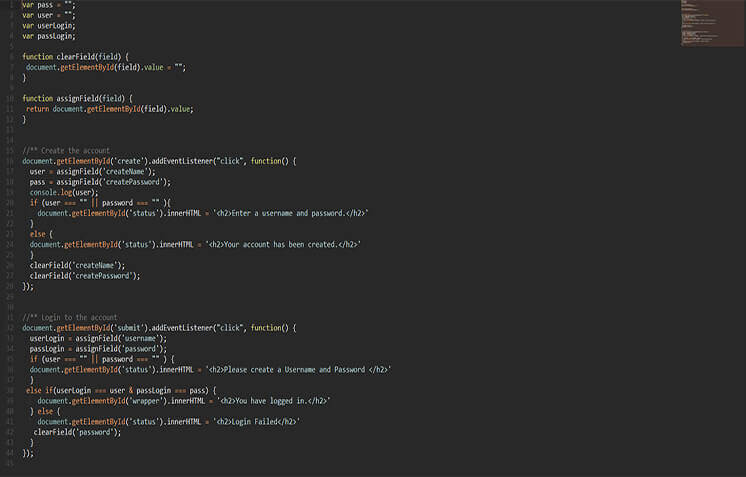 1 var pass = "";
2 var user = "";
3 var userLogin;
4 var passLogin;
5
6 function clearField(field) {
7 document.getElementById(field).value = "";
8 }
9
10 function assignField(field) {
11 return document.getElementById(field).value;
12 }
13
14
15 //** Create the account
16 document.getElementById('create').addEventListener("click", function() {
17 user = assignField('createName');
18 pass = assignField('createPassword');
19 console.log(user);
20 if (user === "" || password === "" ){
21 document.getElementById('status').innerHTML = '<h2>Enter a username and password.</h2>'
22 }
23 else {
24 document.getElementById('status').innerHTML = '<h2>Your account has been created.</h2>'
25 }
26 clearField('createName');
27 clearField('createPassword');
28 });
29
30
31 //** Login to the account
32 document.getElementById('submit').addEventListener("click", function() {
33 userLogin = assignField('username');
34 passLogin = assignField('password');
35 if (user === "" || password === "" ) {
36 document.getElementById('status').innerHTML = '<h2>Please create a Username and Password </h2>'
37 }
38 else if(userLogin === user & passLogin === pass) {
39 document.getElementById('wrapper').innerHTML = '<h2>You have logged in.</h2>'
40 } else {
41 document.getElementById('status').innerHTML = '<h2>Login Failed</h2>'
42 clearField('password');
43 }
44 });
45